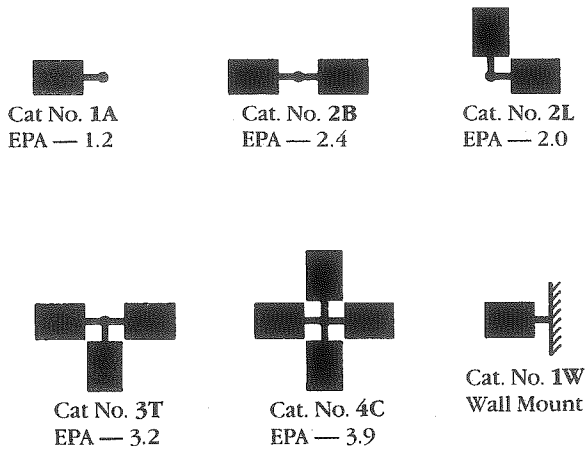 Cat No. 1A
EPA — 1.2
Cat. No. 2B
EPA — 2.4
Cat. No. 2L
EPA — 2.0
Cat No. 3T
EPA — 3.2
Cat. No. 4C
EPA — 3.9
Cat. No. 1W
Wall Mount